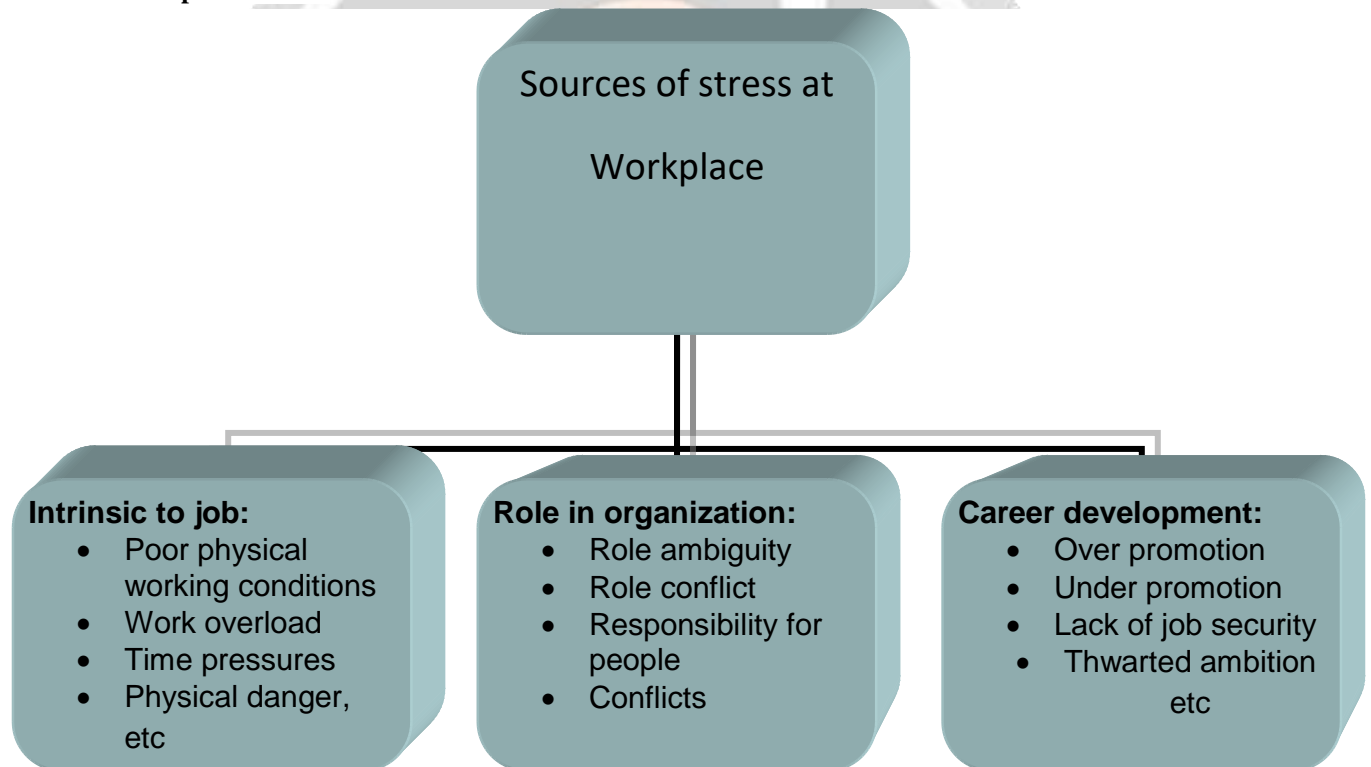 Sources of stress at
Workplace
Intrinsic to job:
• Poor physical
working conditions
• Work overload
• Time pressures
• Physical danger,
etc
Role in organization:
• Role ambiguity
• Role conflict
• Responsibility for
people
• Conflicts
Career development:
• Over promotion
• Under promotion
• Lack of job security
• Thwarted ambition
etc